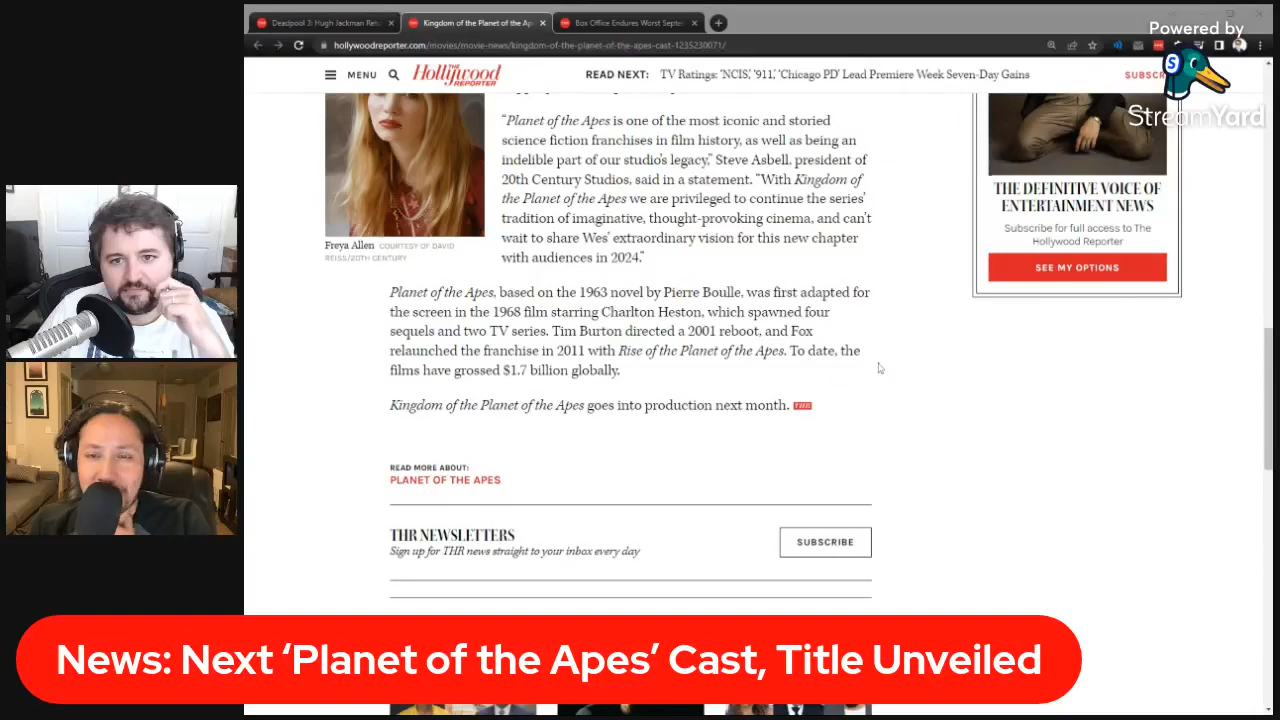 Deadpool 3: Hugh Jackman Ret
Kingdom of the Planet of the Ap
Box Office Endures Worst Septe
hollywoodreporter.com/movies/movie-news/kingdom-of-the-planet-of-the-apes-cast-1235230071/
Powered by
StreamYard
MENU
THE Hollywood REPORTER
READ NEXT: TV Ratings: 'NCIS,' '911,' 'Chicago PD' Lead Premiere Week Seven-Day Gains
SUBSCR
“Planet of the Apes is one of the most iconic and storied
science fiction franchises in film history, as well as being an
indelible part of our studio’s legacy,” Steve Asbell, president of
20th Century Studios, said in a statement. “With Kingdom of
the Planet of the Apes we are privileged to continue the series’
tradition of imaginative, thought-provoking cinema, and can’t
wait to share Wes’ extraordinary vision for this new chapter
with audiences in 2024.”
Freya Allen COURTESY OF DAVID
REISS/20TH CENTURY
Planet of the Apes, based on the 1963 novel by Pierre Boulle, was first adapted for
the screen in the 1968 film starring Charlton Heston, which spawned four
sequels and two TV series. Tim Burton directed a 2001 reboot, and Fox
relaunched the franchise in 2011 with Rise of the Planet of the Apes. To date, the
films have grossed $1.7 billion globally.
Kingdom of the Planet of the Apes goes into production next month. THR
READ MORE ABOUT:
PLANET OF THE APES
THR NEWSLETTERS
Sign up for THR news straight to your inbox every day
SUBSCRIBE
THE DEFINITIVE VOICE OF
ENTERTAINMENT NEWS
Subscribe for full access to The
Hollywood Reporter
SEE MY OPTIONS
News: Next ‘Planet of the Apes’ Cast, Title Unveiled